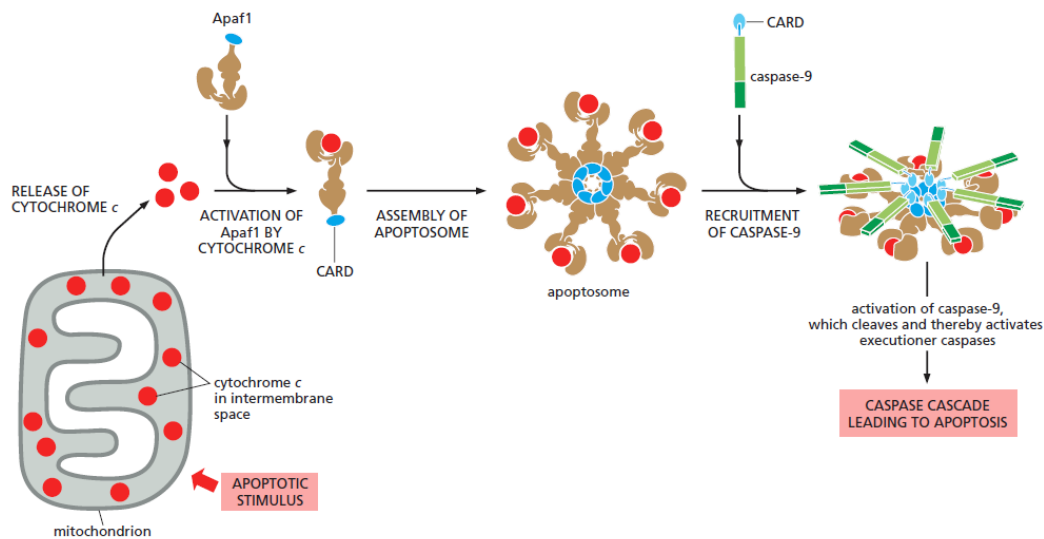 Apaf1
CARD
caspase-9
RELEASE OF
CYTOCHROME c
ACTIVATION OF
Apaf1 BY
CYTOCHROME c
CARD
ASSEMBLY OF
APOPTOSOME
apoptosome
RECRUITMENT
OF CASPASE-9
activation of caspase-9,
which cleaves and thereby activates
executioner caspases
CASPASE CASCADE
LEADING TO APOPTOSIS
cytochrome c
in intermembrane
space
APOPTOTIC
STIMULUS
mitochondrion